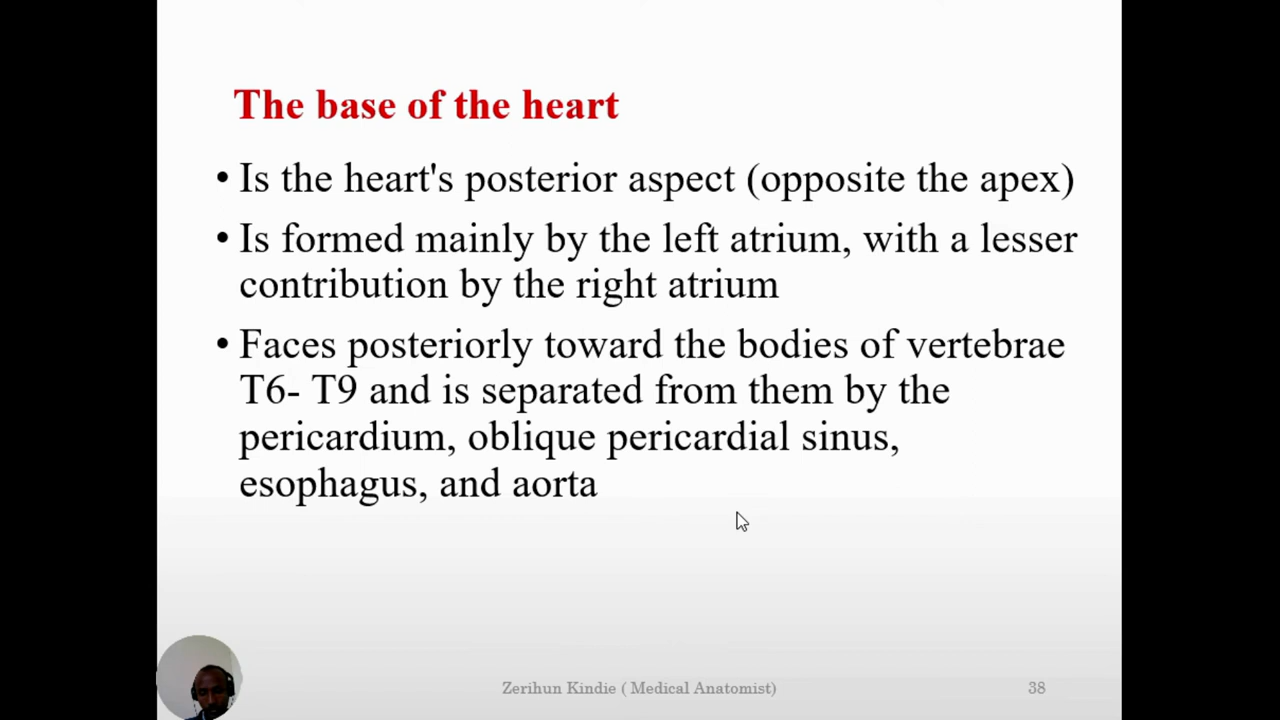 The base of the heart
• Is the heart's posterior aspect (opposite the apex)
• Is formed mainly by the left atrium, with a lesser
contribution by the right atrium
• Faces posteriorly toward the bodies of vertebrae
T6- T9 and is separated from them by the
pericardium, oblique pericardial sinus,
esophagus, and aorta
Zerihun Kindie ( Medical Anatomist)
38